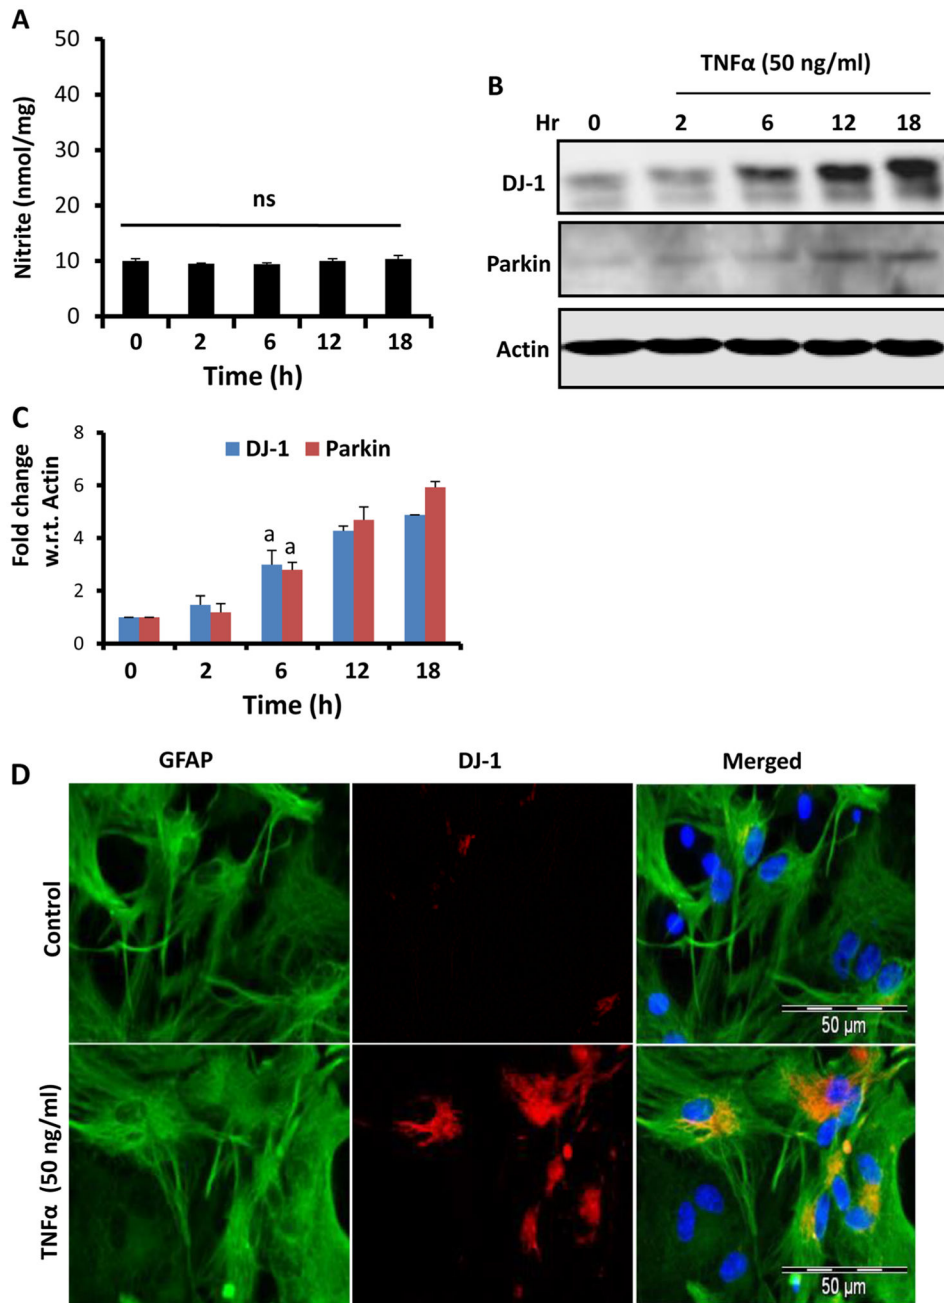 A
50
40
30
20
10
0
Nitrite (nmol/mg)
ns
0 2 6 12 18
Time (h)
B
TNFα (50 ng/ml)
Hr 0 2 6 12 18
DJ-1
Parkin
Actin
C
8
6
4
2
0
Fold change
w.r.t. Actin
DJ-1 Parkin
a a
0 2 6 12 18
Time (h)
D
GFAP DJ-1 Merged
Control
50 µm
TNFα (50 ng/ml)
50 µm